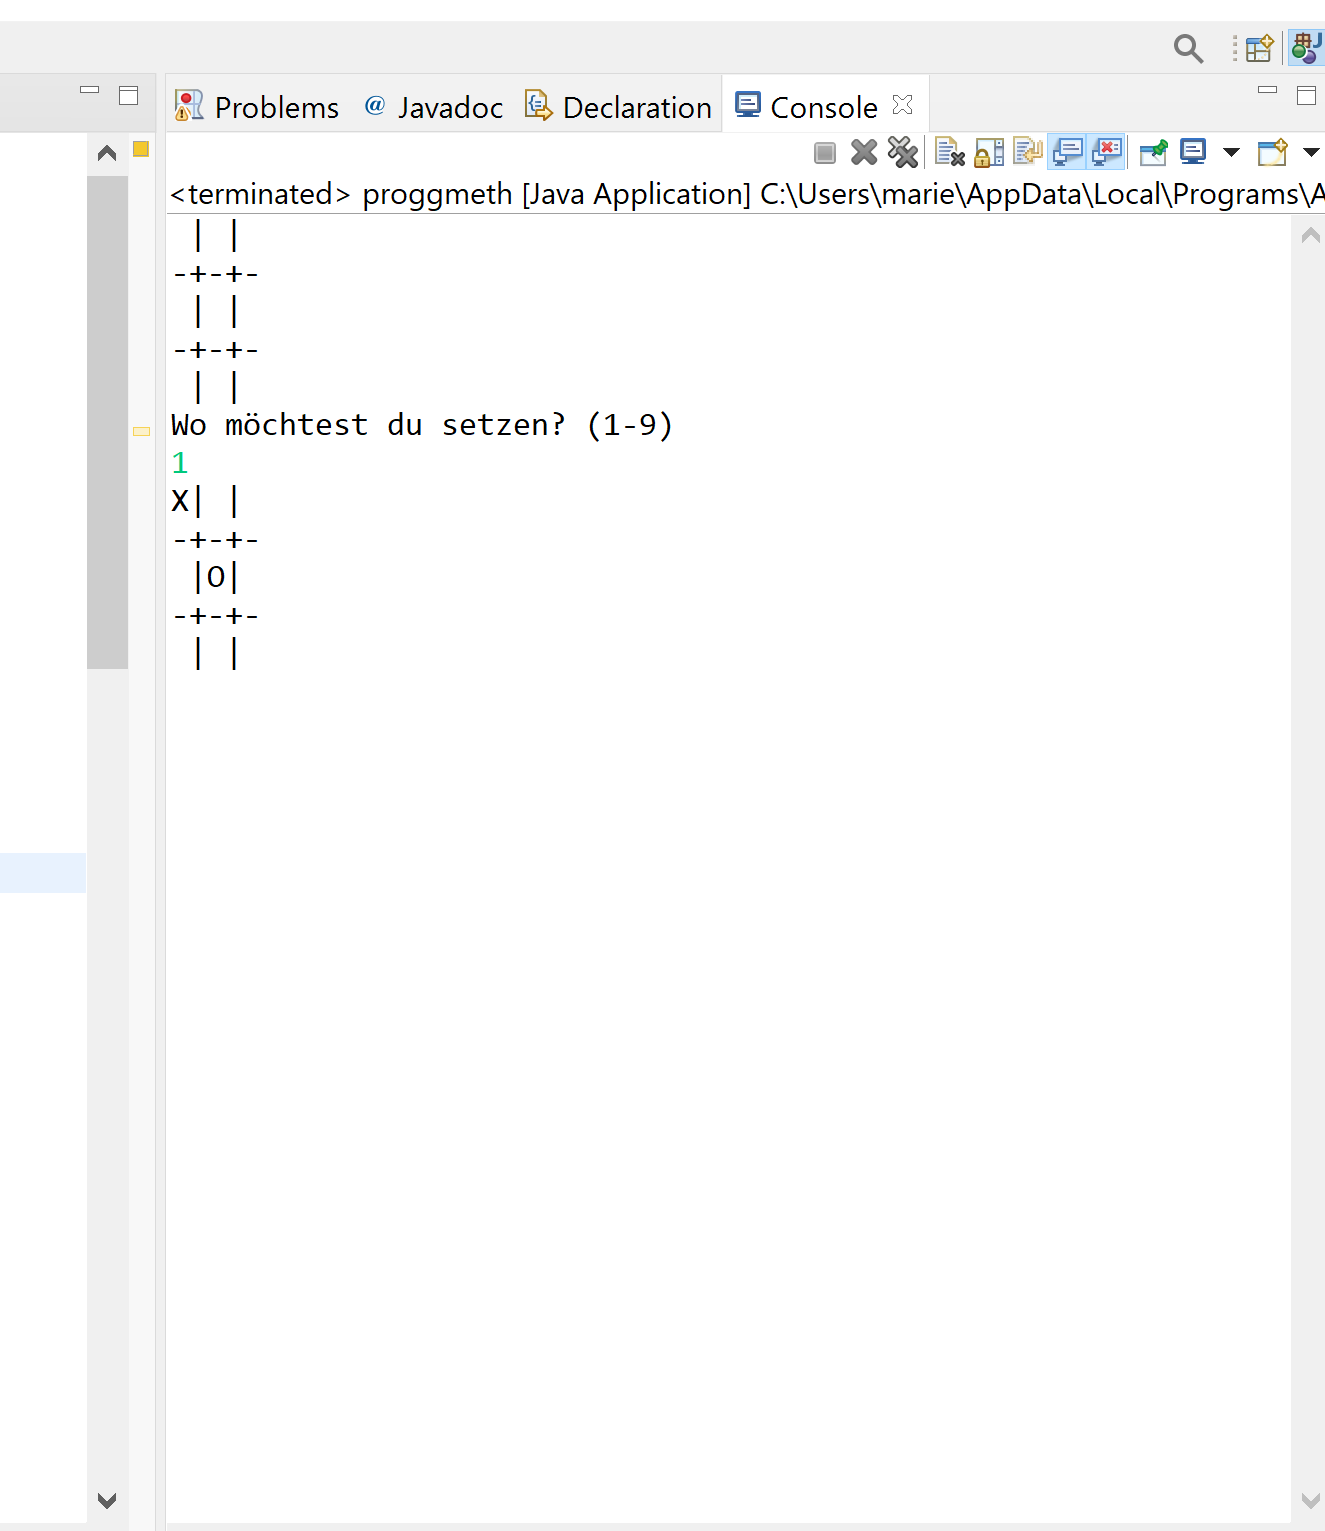 Problems @ Javadoc Declaration Console
<terminated> proggmeth [Java Application] C:\Users\marie\AppData\Local\Programs\A
 | |
-+-+-
 | |
-+-+-
 | |
Wo möchtest du setzen? (1-9)
1
X| |
-+-+-
 |O|
-+-+-
 | |